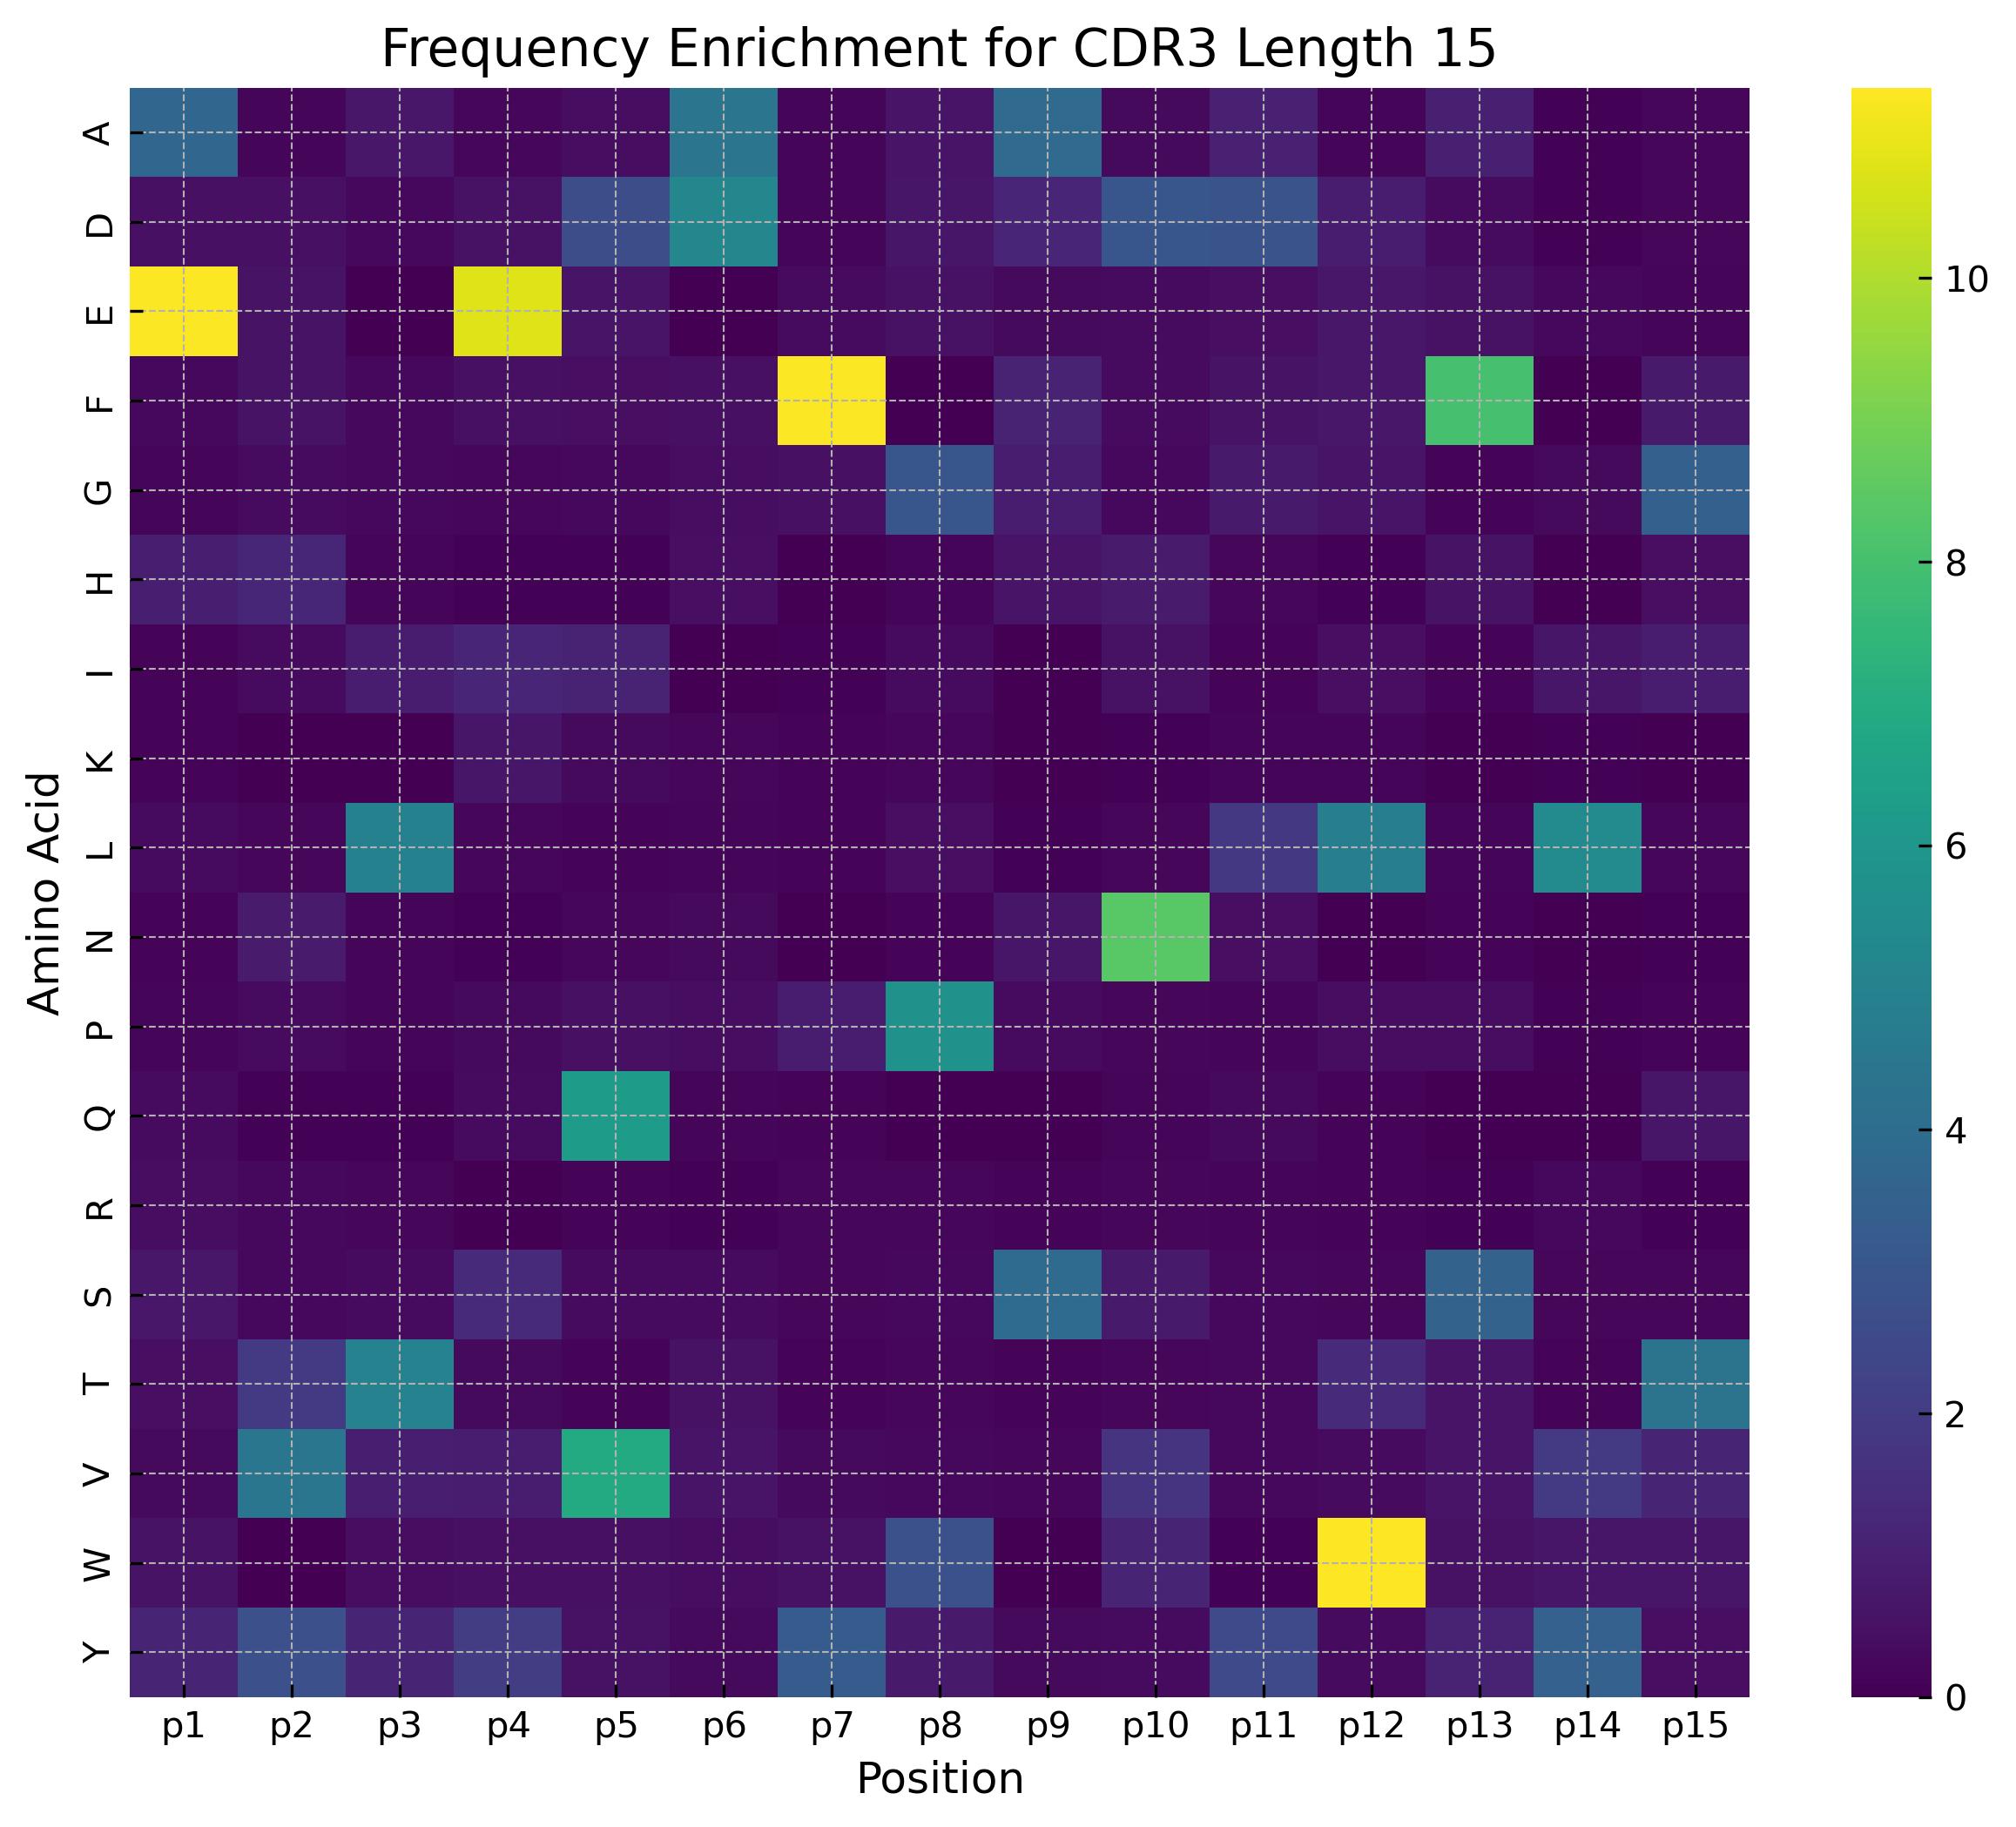 Frequency Enrichment for CDR3 Length 15
Amino Acid
A
D
E
F
G
H
I
K
L
N
P
Q
R
S
T
V
W
Y
p1 p2 p3 p4 p5 p6 p7 p8 p9 p10 p11 p12 p13 p14 p15
Position
10
8
6
4
2
0